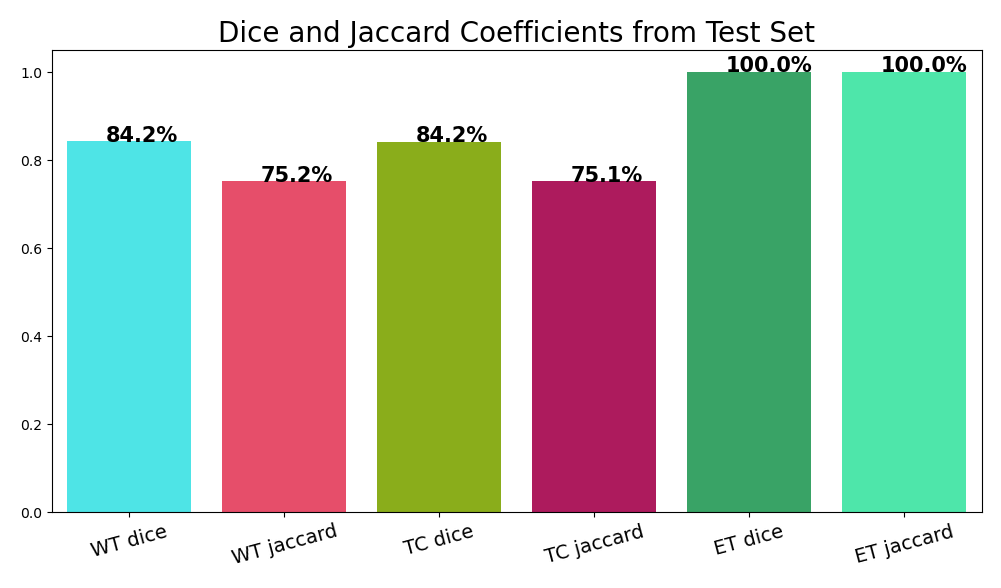 Dice and Jaccard Coefficients from Test Set
1.0
0.8
0.6
0.4
0.2
0.0
84.2%
75.2%
84.2%
75.1%
100.0%
100.0%
WT dice
WT jaccard
TC dice
TC jaccard
ET dice
ET jaccard